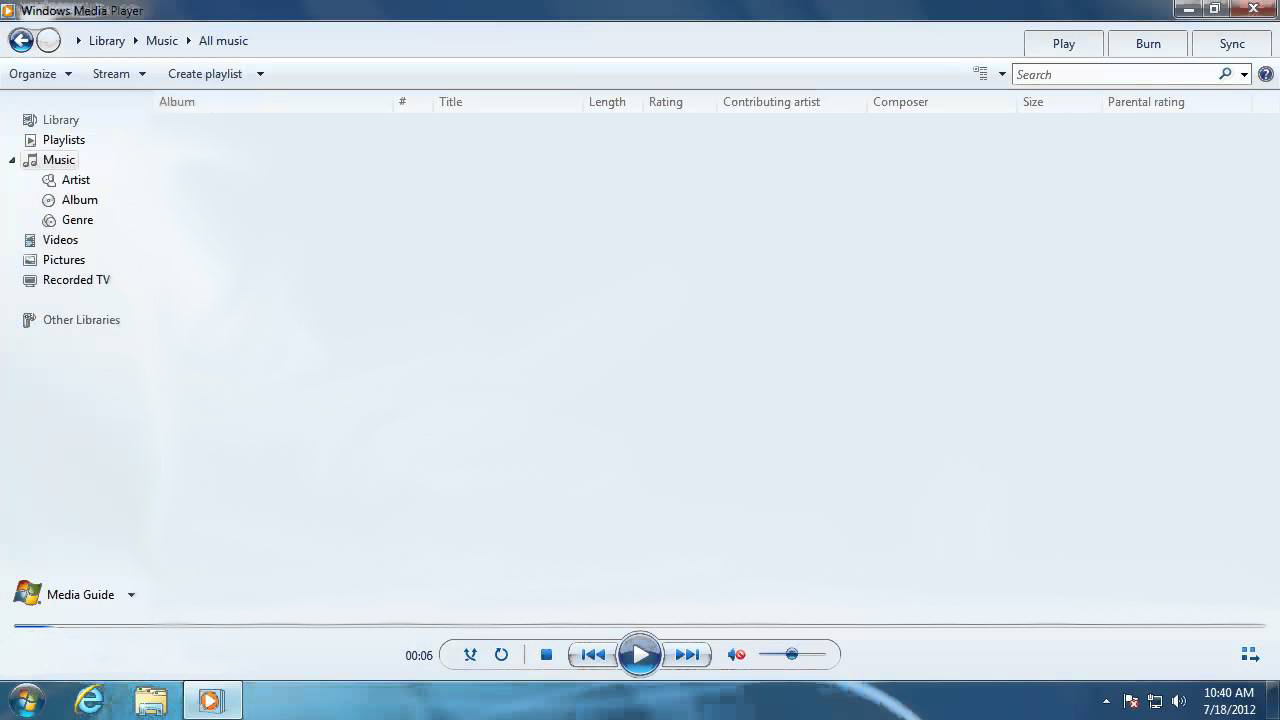 Windows Media Player
Library Music All music
Play Burn Sync
Organize Stream Create playlist Search
Album # Title Length Rating Contributing artist Composer Size Parental rating
Library
Playlists
Music
Artist
Album
Genre
Videos
Pictures
Recorded TV
Other Libraries
Media Guide
00:06
10:40 AM
7/18/2012